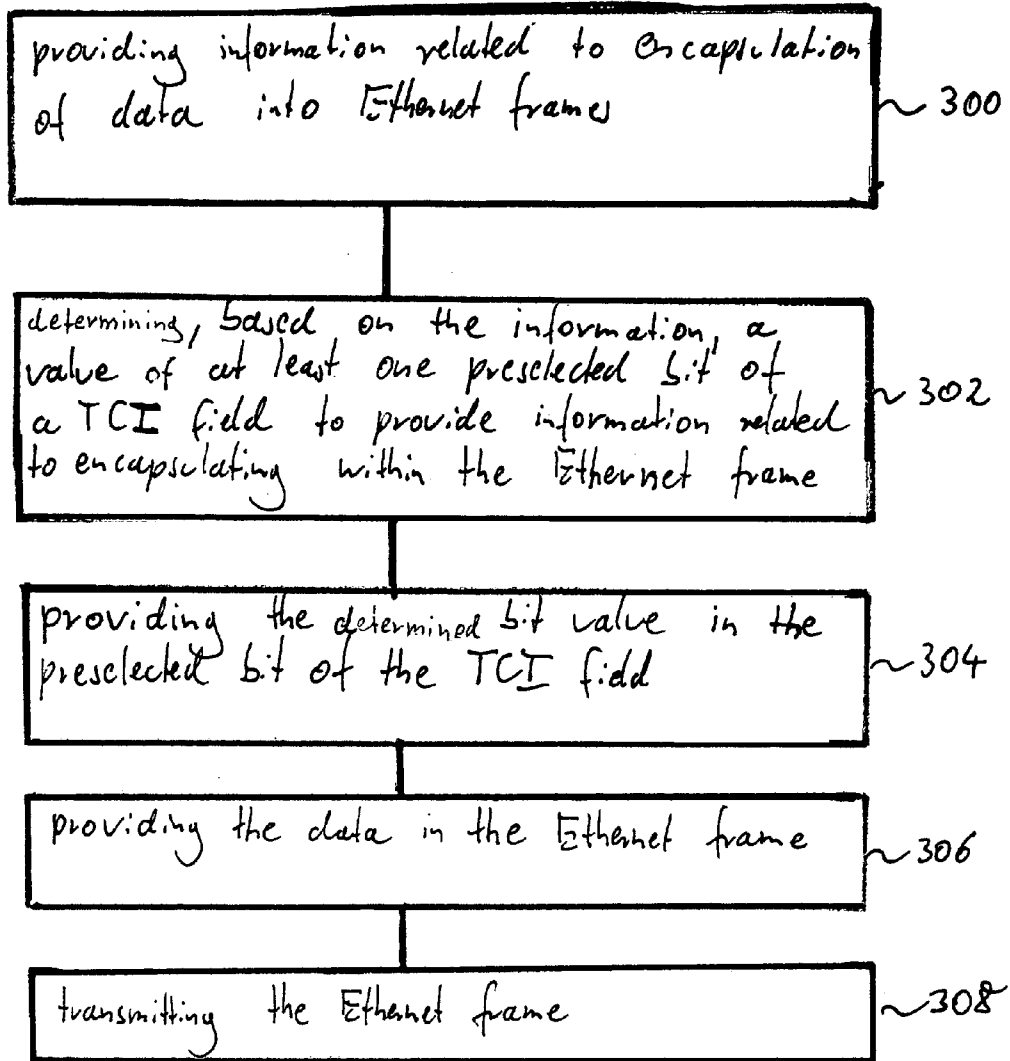 providing information related to encapsulation
of data into Ethernet frames
300
determining, based on the information, a
value of at least one preselected bit of
a TCI field to provide information related
to encapsulating within the Ethernet frame
302
providing the determined bit value in the
preselected bit of the TCI field
304
providing the data in the Ethernet frame
306
transmitting the Ethernet frame
308